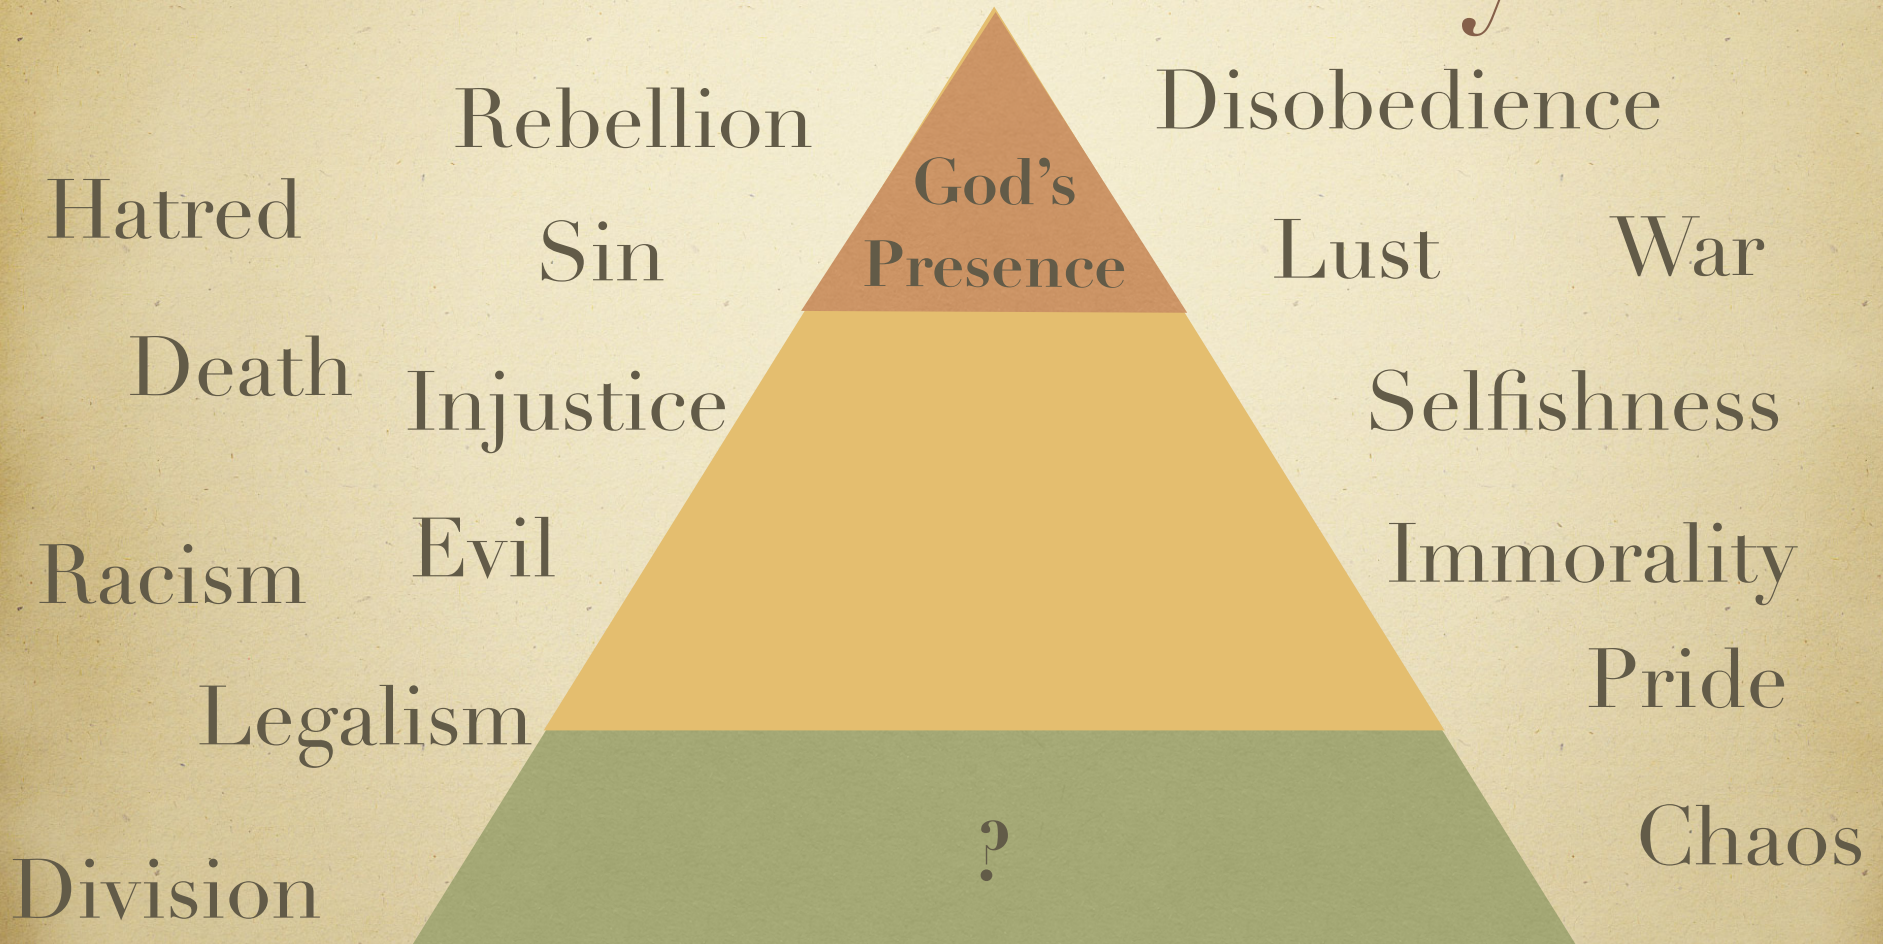 Rebellion
Disobedience
Hatred
Sin
God’s
Presence
Lust
War
Death
Injustice
Selfishness
Racism
Evil
Immorality
Legalism
Pride
?
Chaos
Division